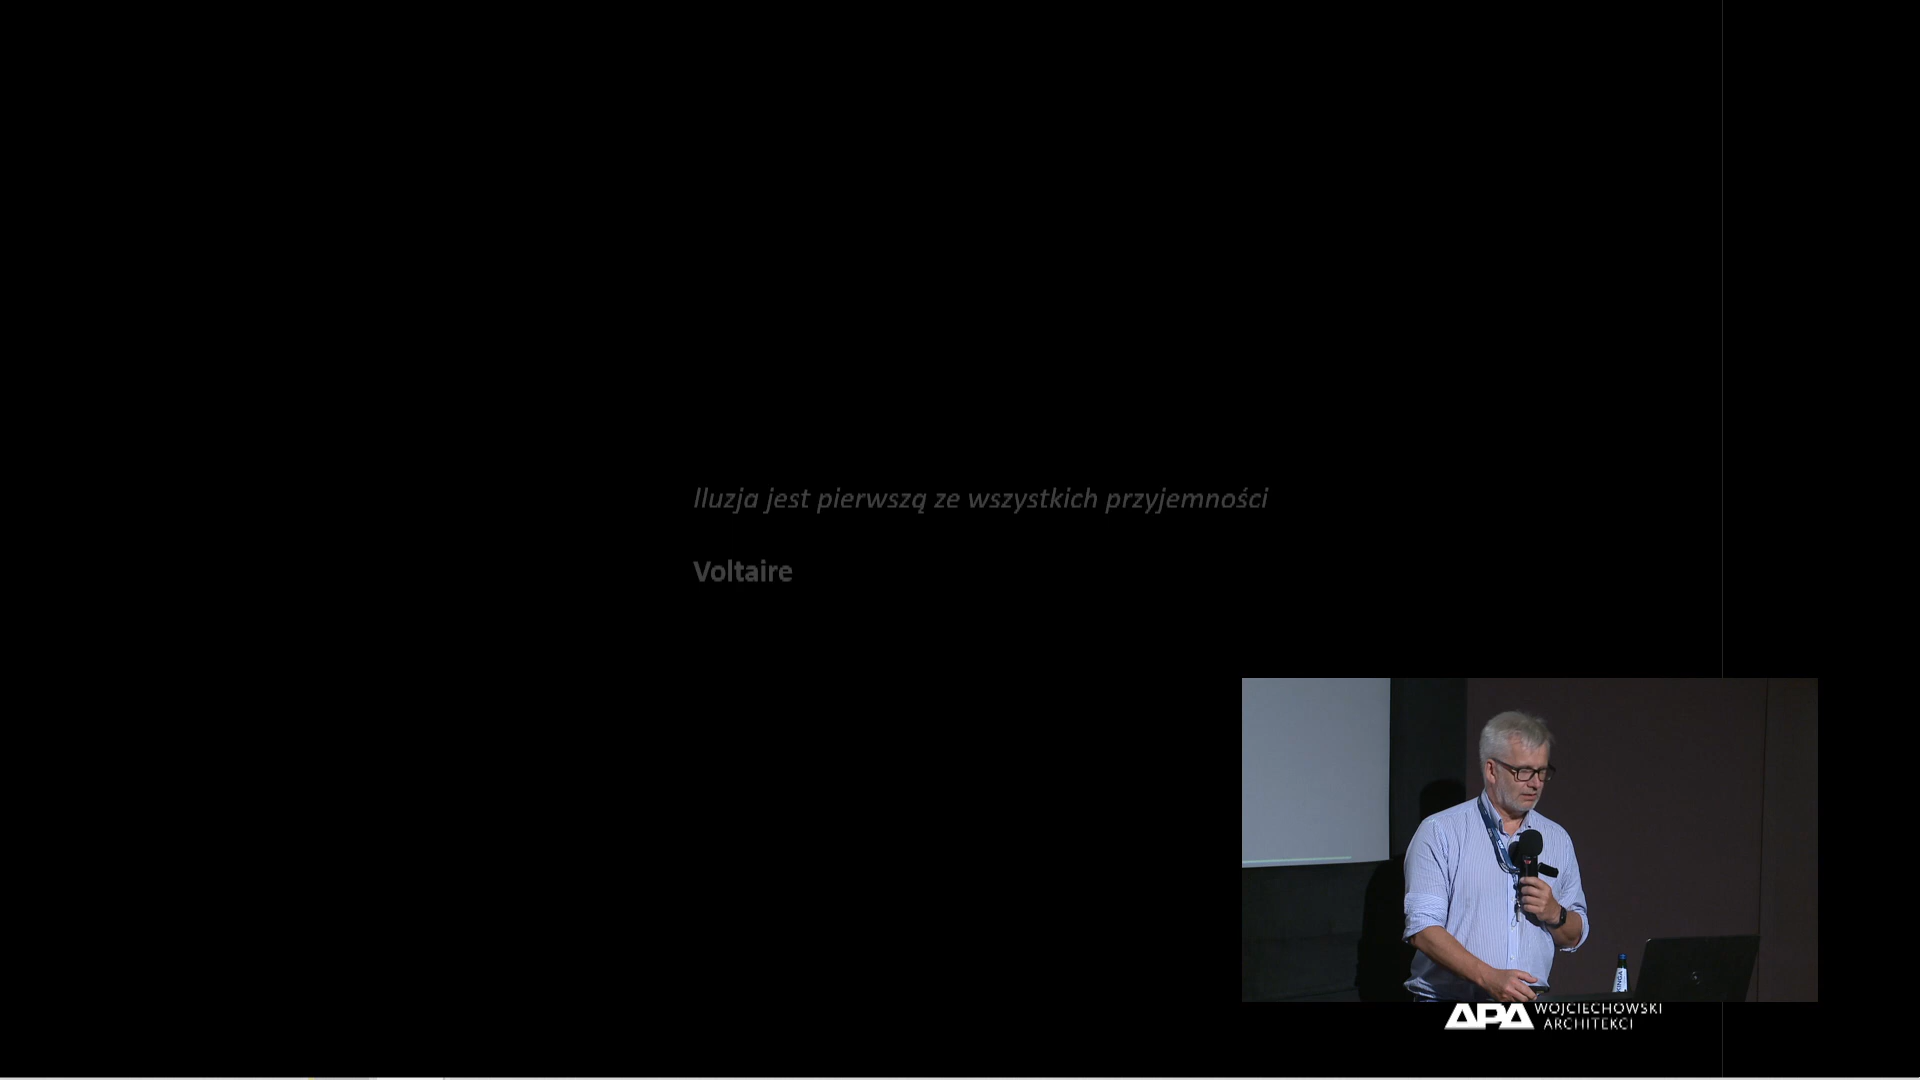 Iluzja jest pierwszą ze wszystkich przyjemności
Voltaire
APA WOJCIECHOWSKI
ARCHITEKCI